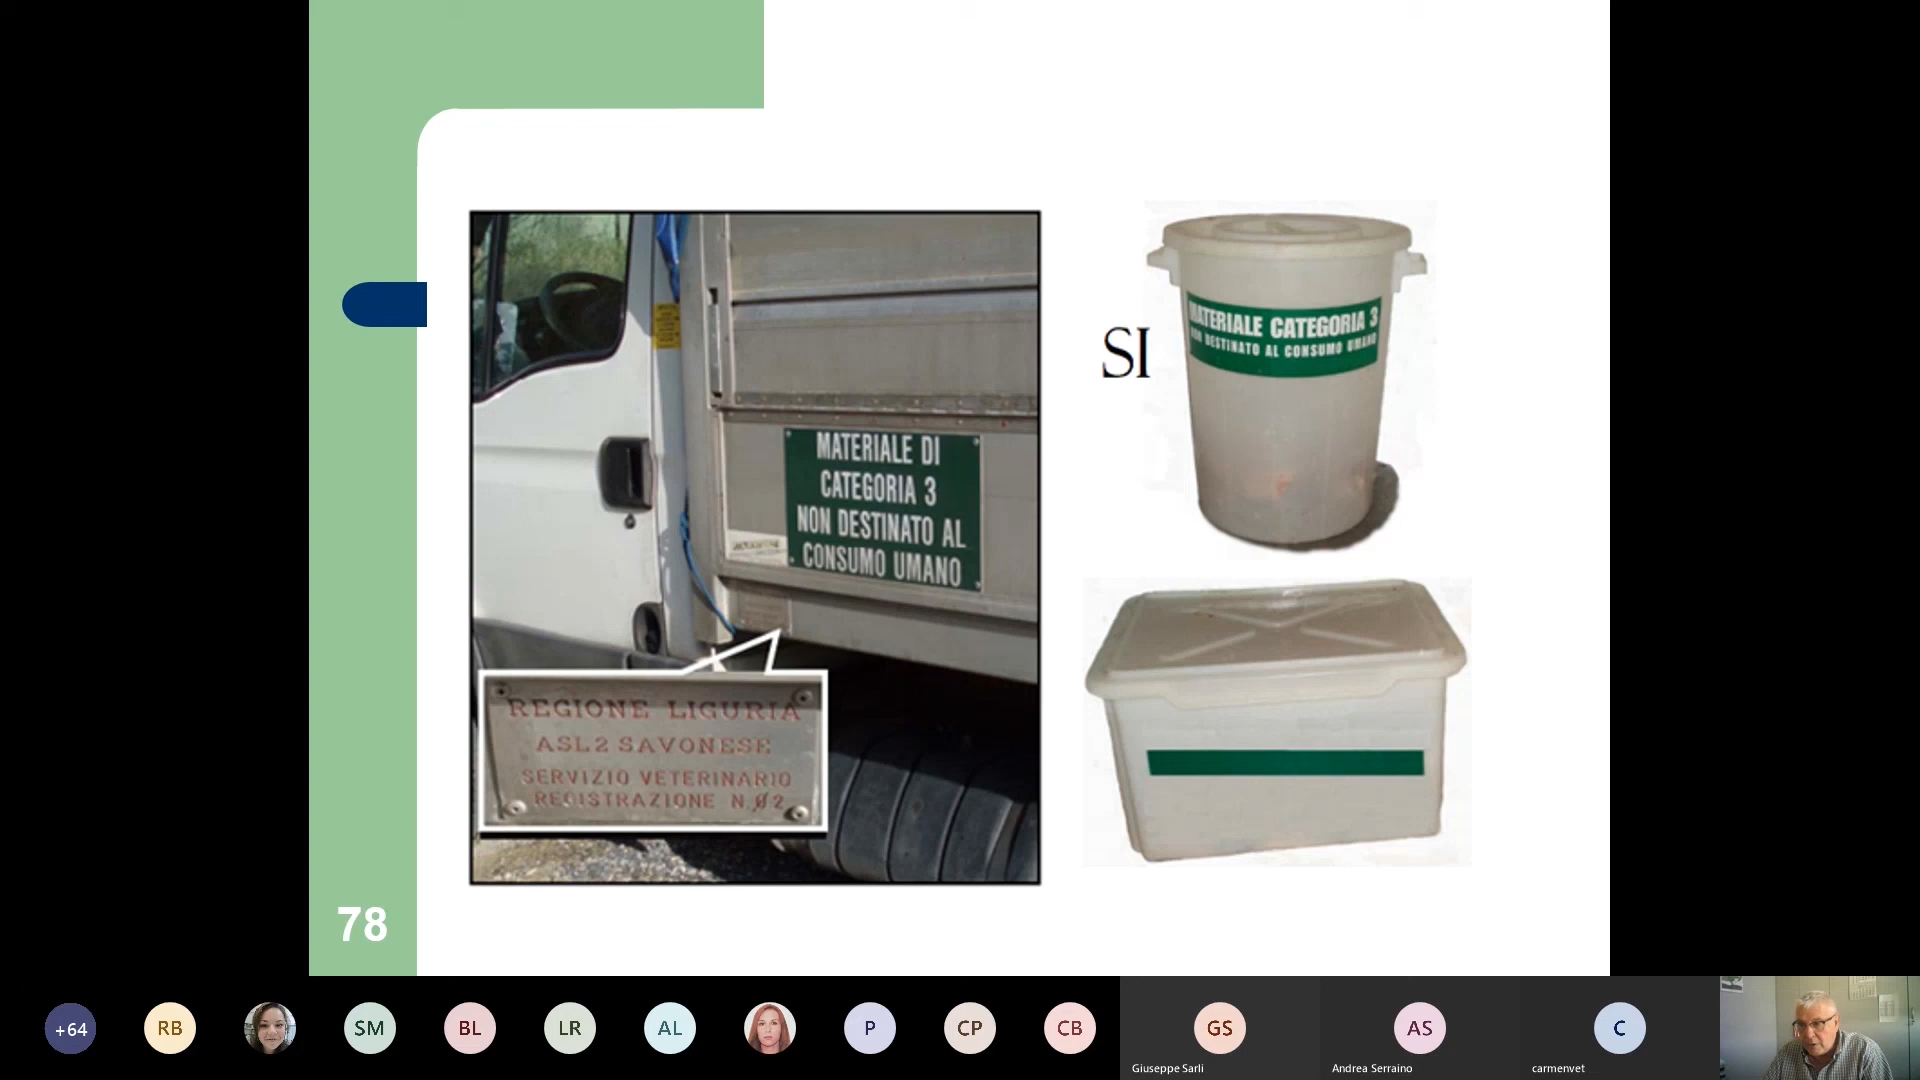 MATERIALE DI
CATEGORIA 3
NON DESTINATO AL
CONSUMO UMANO
REGIONE LIGURIA
ASL2 SAVONESE
SERVIZIO VETERINARIO
REGISTRAZIONE N.02
SI
MATERIALE CATEGORIA 3
NON DESTINATO AL CONSUMO UMANO
78
+64
RB
SM
BL
LR
AL
P
CP
CB
GS
Giuseppe Sarli
AS
Andrea Serraino
C
carmenvet